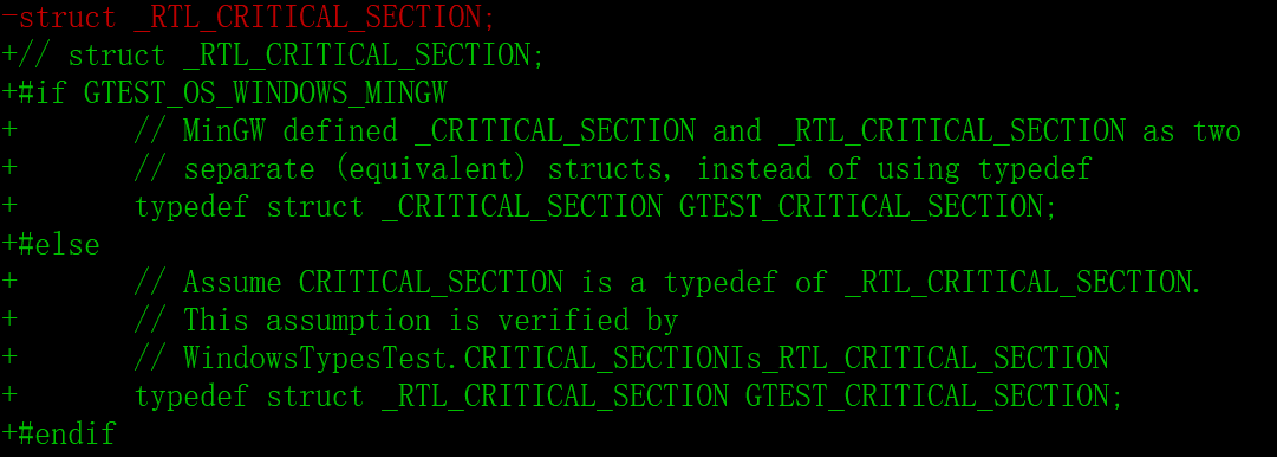 -struct _RTL_CRITICAL_SECTION;
+// struct _RTL_CRITICAL_SECTION;
+#if GTEST_OS_WINDOWS_MINGW
+       // MinGW defined _CRITICAL_SECTION and _RTL_CRITICAL_SECTION as two
+       // separate (equivalent) structs, instead of using typedef
+       typedef struct _CRITICAL_SECTION GTEST_CRITICAL_SECTION;
+#else
+       // Assume CRITICAL_SECTION is a typedef of _RTL_CRITICAL_SECTION.
+       // This assumption is verified by
+       // WindowsTypesTest.CRITICAL_SECTIONIs_RTL_CRITICAL_SECTION
+       typedef struct _RTL_CRITICAL_SECTION GTEST_CRITICAL_SECTION;
+#endif